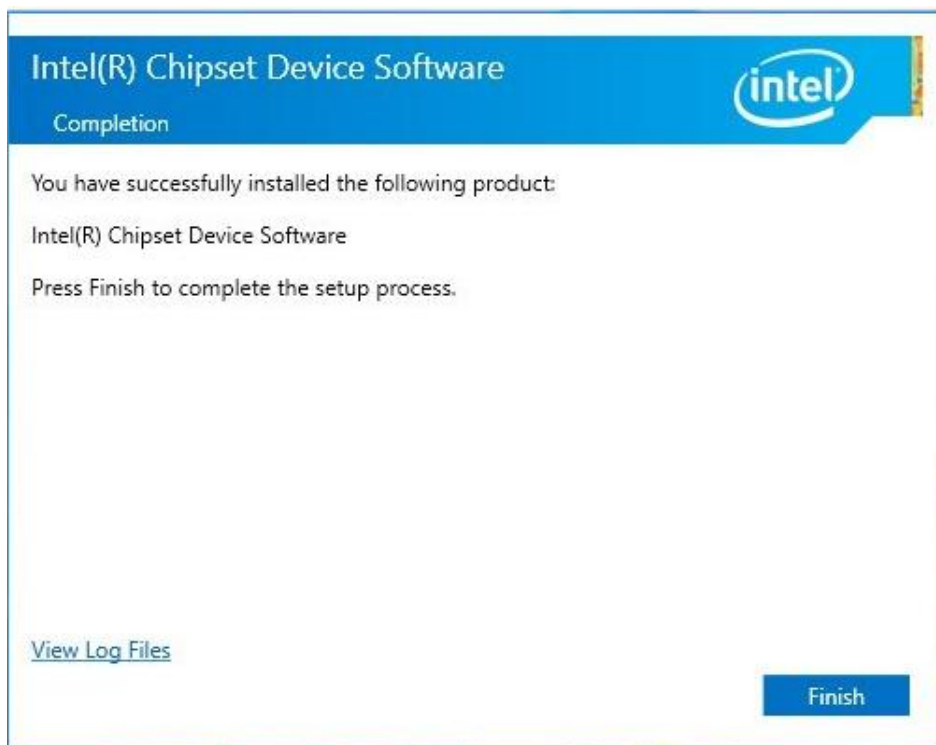 Intel(R) Chipset Device Software
intel
Completion
You have successfully installed the following product:
Intel(R) Chipset Device Software
Press Finish to complete the setup process.
View Log Files
Finish